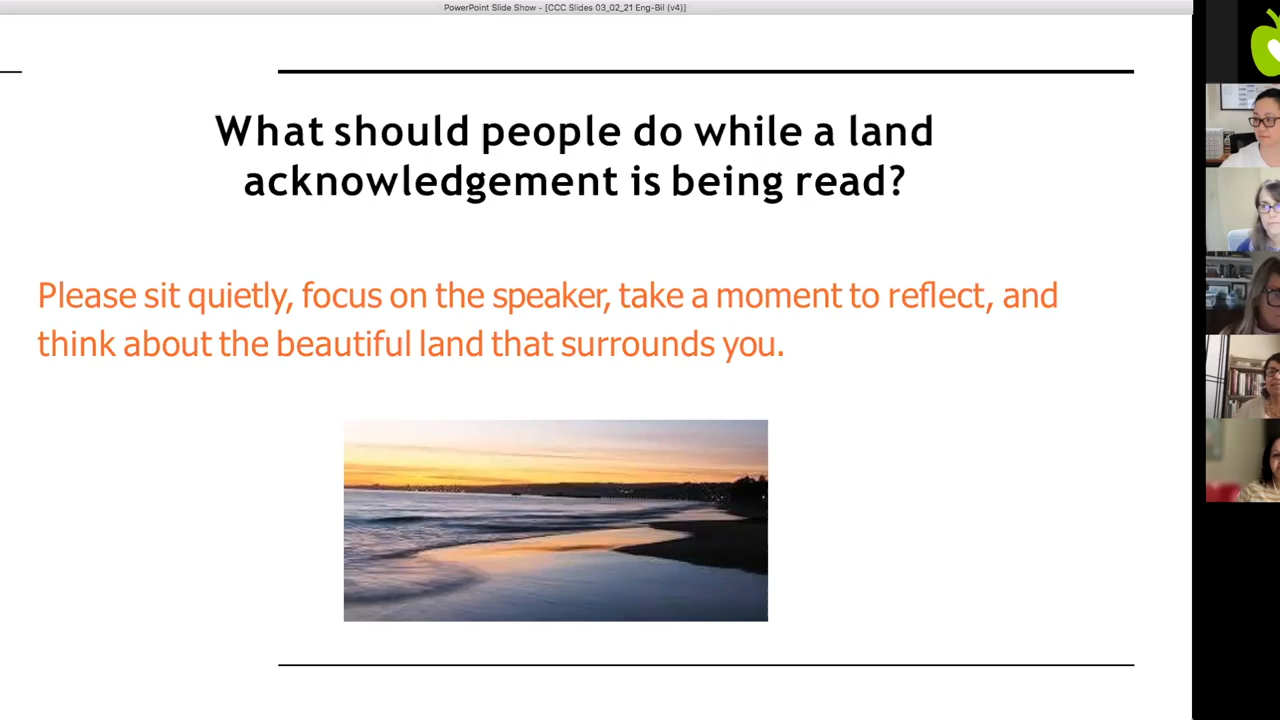 PowerPoint Slide Show - [CCC Slides 03_02_21 Eng-Bil (v4)]
What should people do while a land
acknowledgement is being read?
Please sit quietly, focus on the speaker, take a moment to reflect, and
think about the beautiful land that surrounds you.